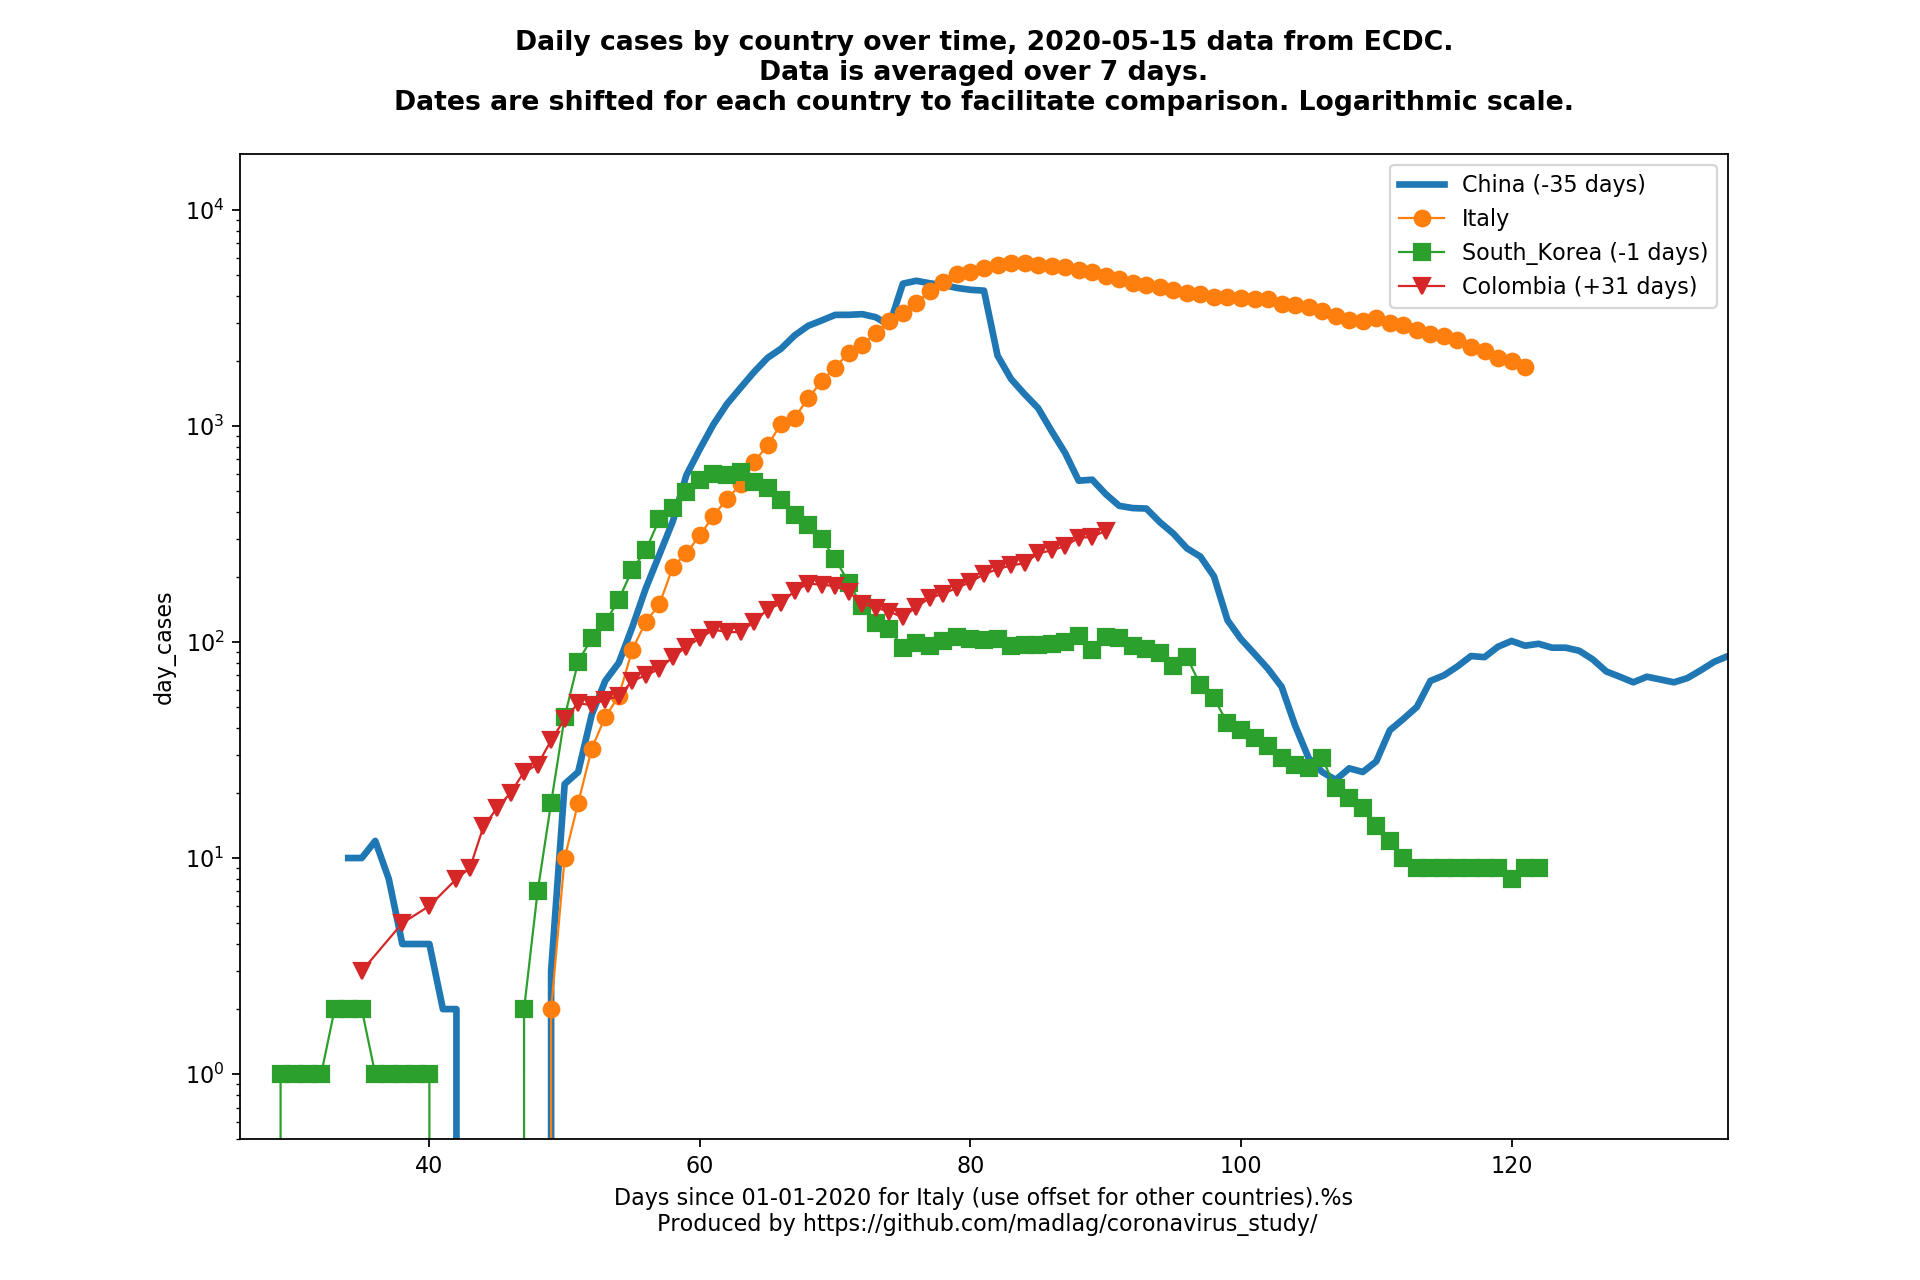 Daily cases by country over time, 2020-05-15 data from ECDC.
Data is averaged over 7 days.
Dates are shifted for each country to facilitate comparison. Logarithmic scale.
China (-35 days)
Italy
South_Korea (-1 days)
Colombia (+31 days)
day_cases
10⁴
10³
10²
10¹
10⁰
40 60 80 100 120
Days since 01-01-2020 for Italy (use offset for other countries).%s
Produced by https://github.com/madlag/coronavirus_study/